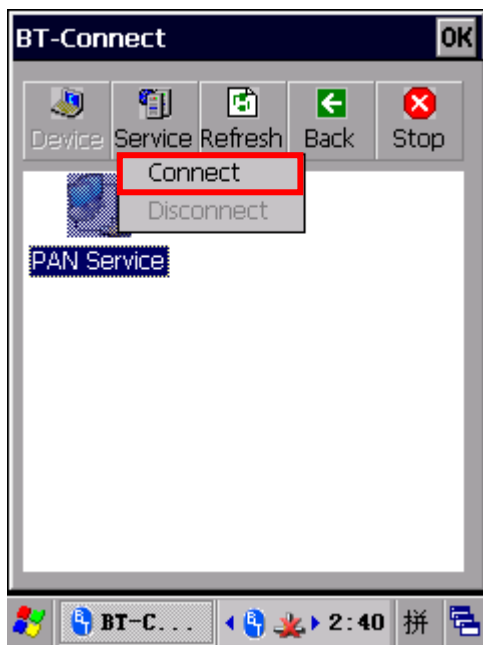 BT-Connect OK
Device Service Refresh Back Stop
Connect
Disconnect
PAN Service
BT-C... 2:40 拼